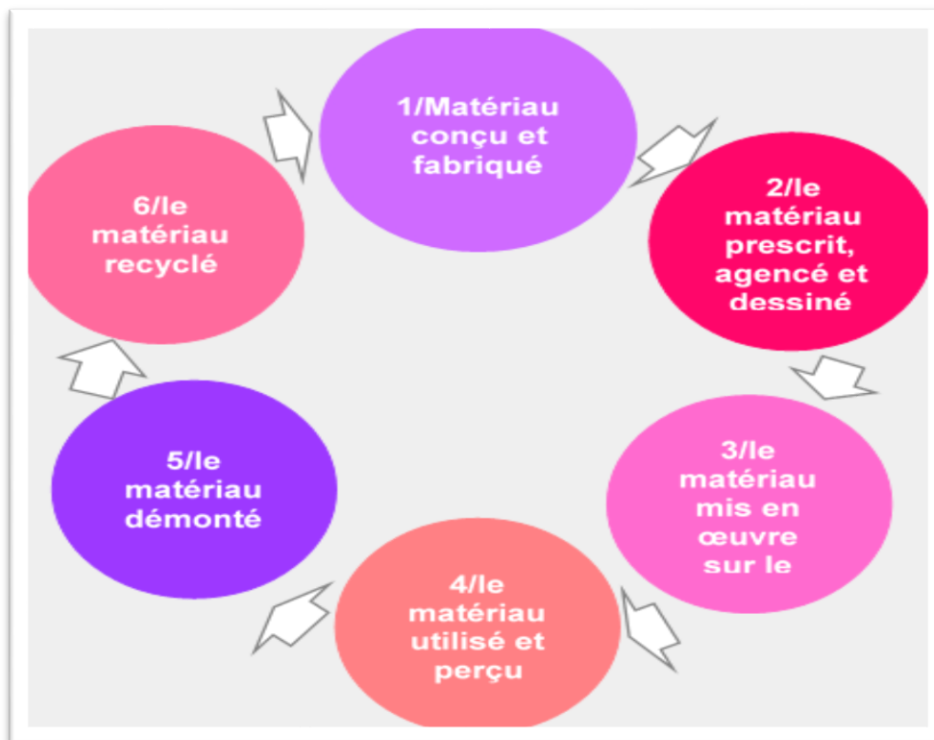 1/Matériau
conçu et
fabriqué
2/le
matériau
prescrit,
agencé et
dessiné
3/le
matériau
mis en
œuvre
sur le
4/le
matériau
utilisé et
perçu
5/le
matériau
démonté
6/le
matériau
recyclé